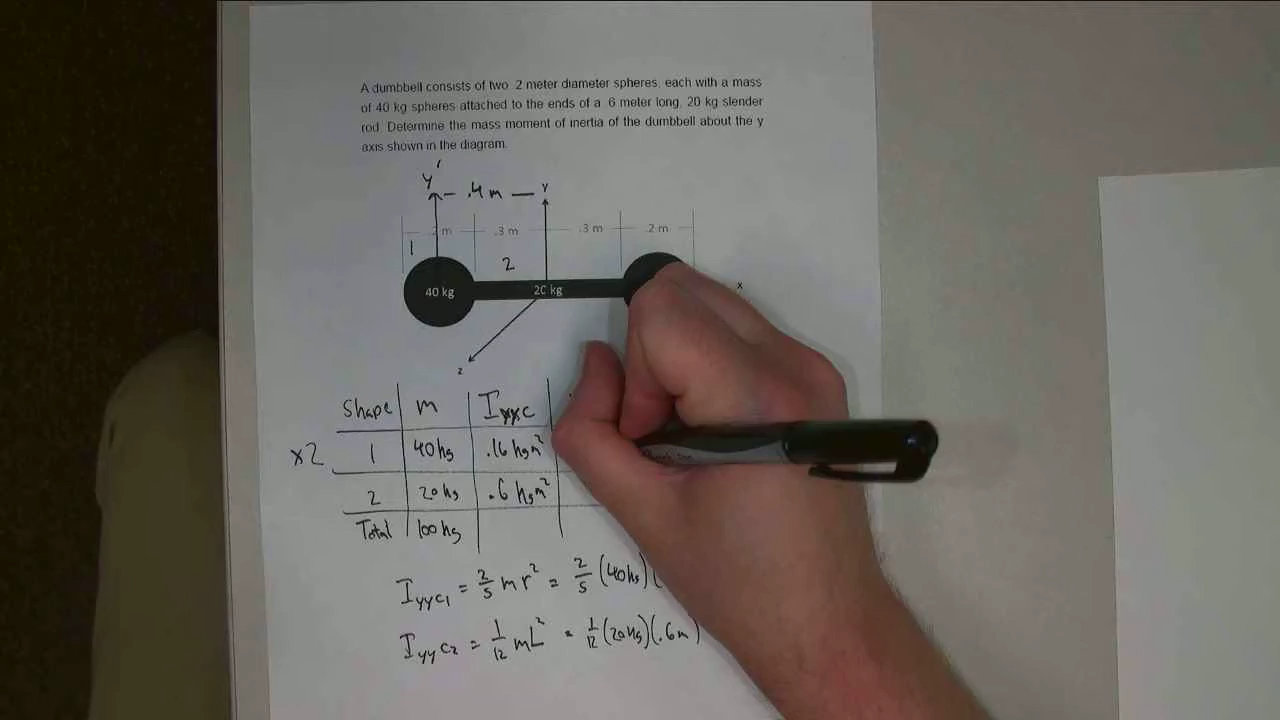 A dumbbell consists of two .2 meter diameter spheres, each with a mass
of 40 kg spheres attached to the ends of a .6 meter long, 20 kg slender
rod. Determine the mass moment of inertia of the dumbbell about the y
axis shown in the diagram.
y' .4m y
.2 m .3 m .3 m .2 m
1 2
40 kg 20 kg x
z
Shape m Ixxc
x2 1 40kg .16 kgm²
2 20kg .6 kgm²
Total 100kg
Iyyc1 = 2/5 mr² = 2/5 (40kg)(
Iyyc2 = 1/12 mL² = 1/12 (20kg)(.6m)